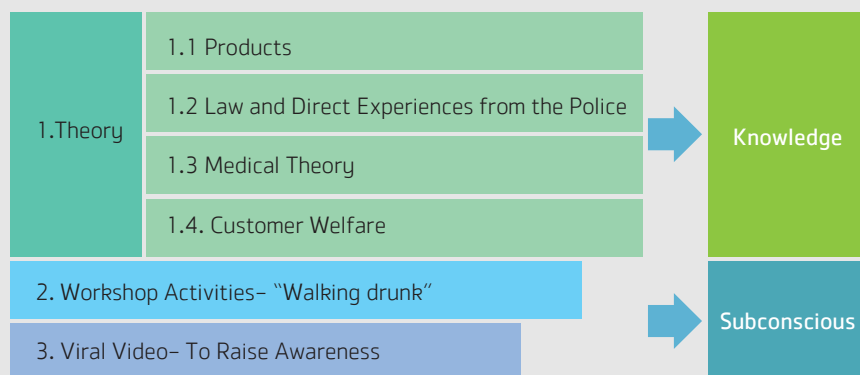 1.Theory
1.1 Products
1.2 Law and Direct Experiences from the Police
1.3 Medical Theory
1.4. Customer Welfare
Knowledge
2. Workshop Activities- “Walking drunk”
3. Viral Video- To Raise Awareness
Subconscious